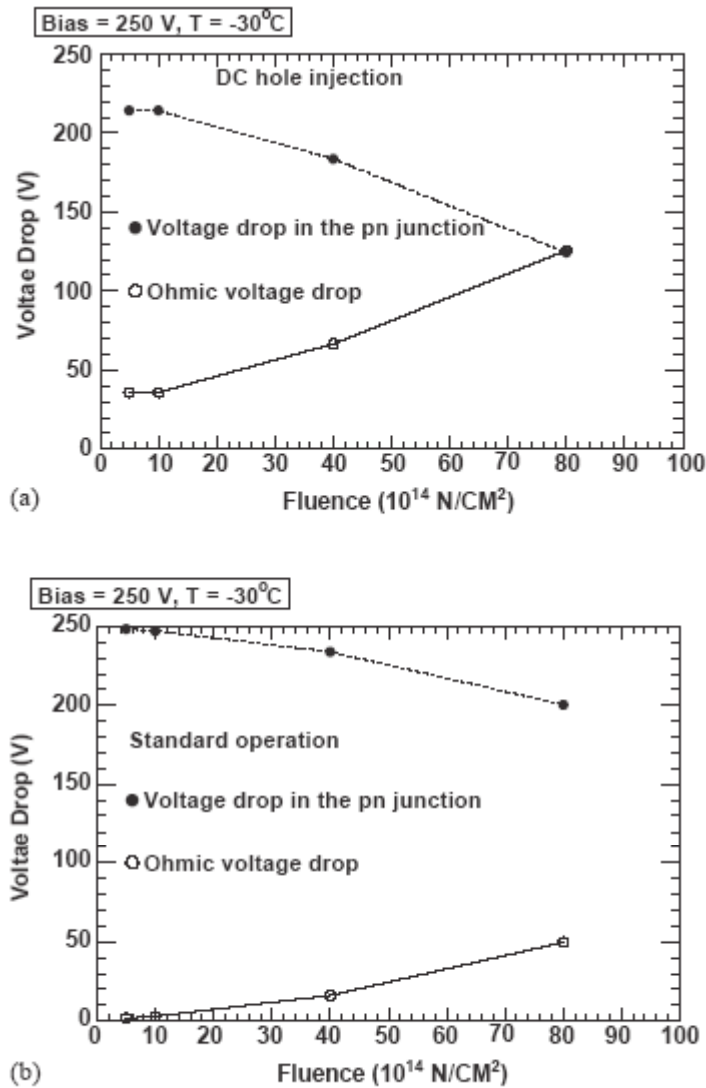 Bias = 250 V, T = -30⁰C
250
200
150
100
50
0
Voltae Drop (V)
DC hole injection
Voltage drop in the pn junction
Ohmic voltage drop
0 10 20 30 40 50 60 70 80 90 100
(a)
Fluence (10¹⁴ N/CM²)
Bias = 250 V, T = -30⁰C
250
200
150
100
50
0
Voltae Drop (V)
Standard operation
Voltage drop in the pn junction
Ohmic voltage drop
0 10 20 30 40 50 60 70 80 90 100
(b)
Fluence (10¹⁴ N/CM²)